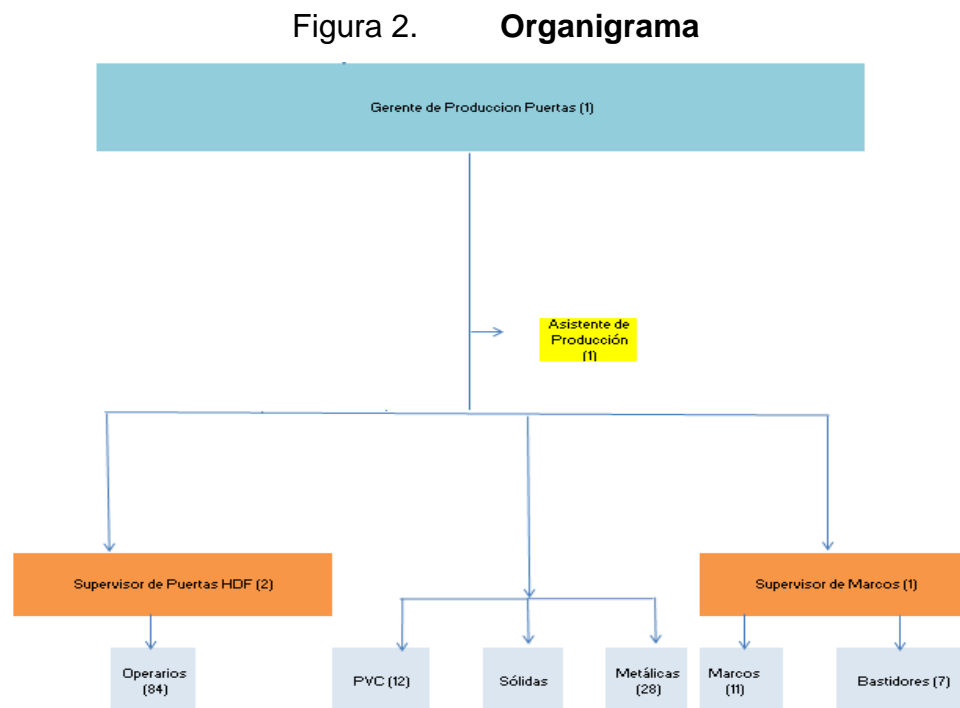 Figura 2. Organigrama
Gerente de Produccion Puertas (1)
Asistente de
Producción
(1)
Supervisor de Puertas HDF (2)
Supervisor de Marcos (1)
Operarios
(84)
PVC (12)
Sólidas
Metálicas
(28)
Marcos
(11)
Bastidores (7)